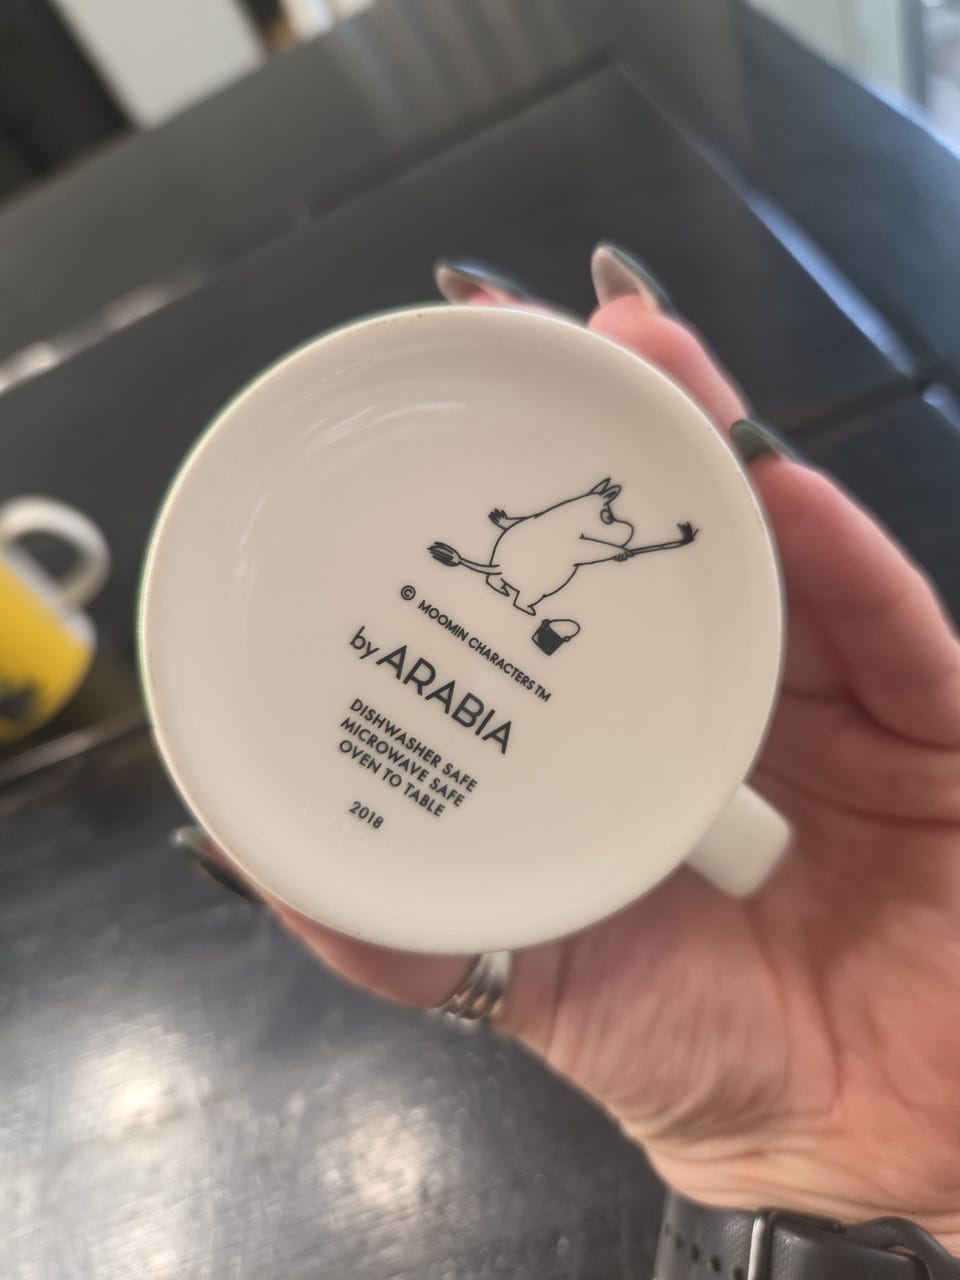 © MOOMIN CHARACTERS™
by ARABIA
DISHWASHER SAFE
MICROWAVE SAFE
OVEN TO TABLE
2018